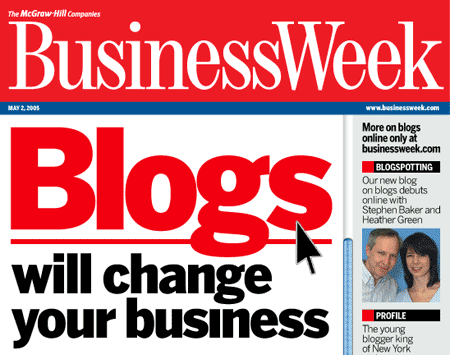 The McGraw·Hill Companies
BusinessWeek
MAY 2, 2005
www.businessweek.com
Blogs
will change
your business
More on blogs
online only at
businessweek.com
BLOGSPOTTING
Our new blog
on blogs debuts
online with
Stephen Baker and
Heather Green
PROFILE
The young
blogger king
of New York